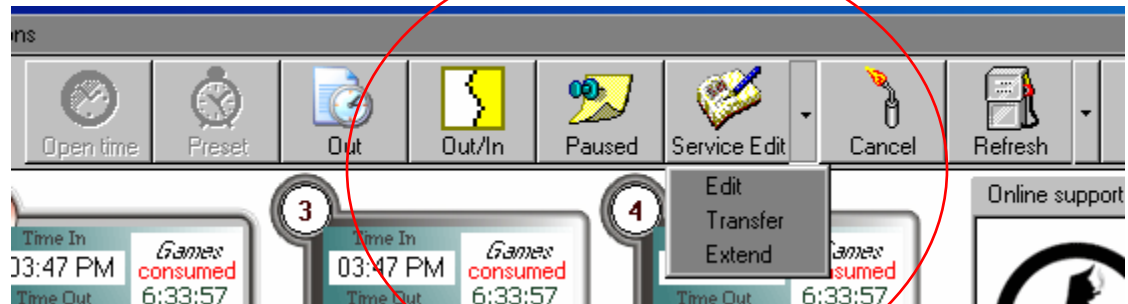 ons
Open time Preset Out Out/In Paused Service Edit Cancel Refresh
Edit
Transfer
Extend
Online support
3
4
Time In
03:47 PM
Games
consumed
Time Out
6:33:57
Time In
03:47 PM
Games
consumed
Time Out
6:33:57
Games
Time Out
6:33:57